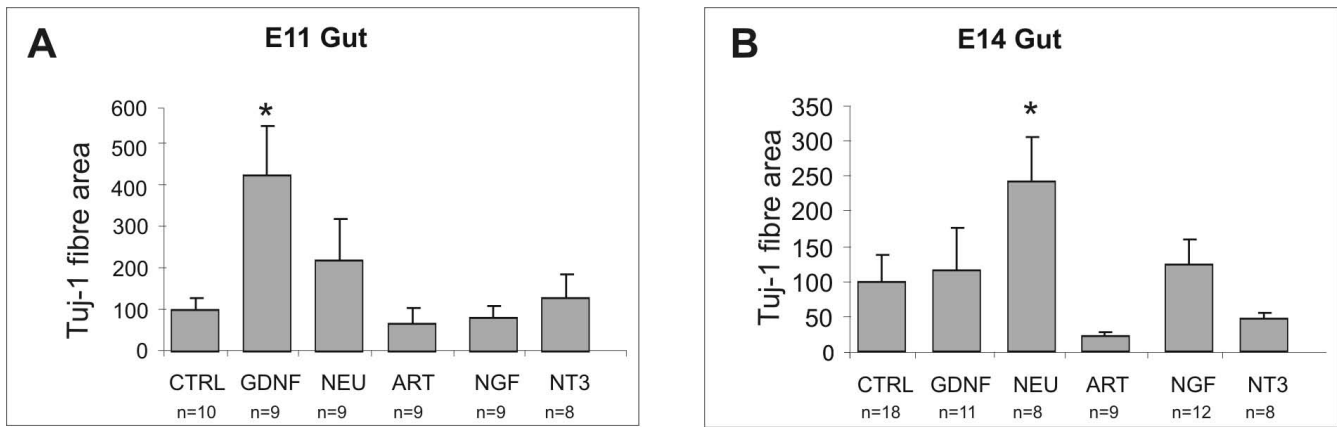 A
E11 Gut
Tuj-1 fibre area
600
500
400
300
200
100
0
*
CTRL GDNF NEU ART NGF NT3
n=10 n=9 n=9 n=9 n=9 n=8
B
E14 Gut
Tuj-1 fibre area
350
300
250
200
150
100
50
0
*
CTRL GDNF NEU ART NGF NT3
n=18 n=11 n=8 n=9 n=12 n=8